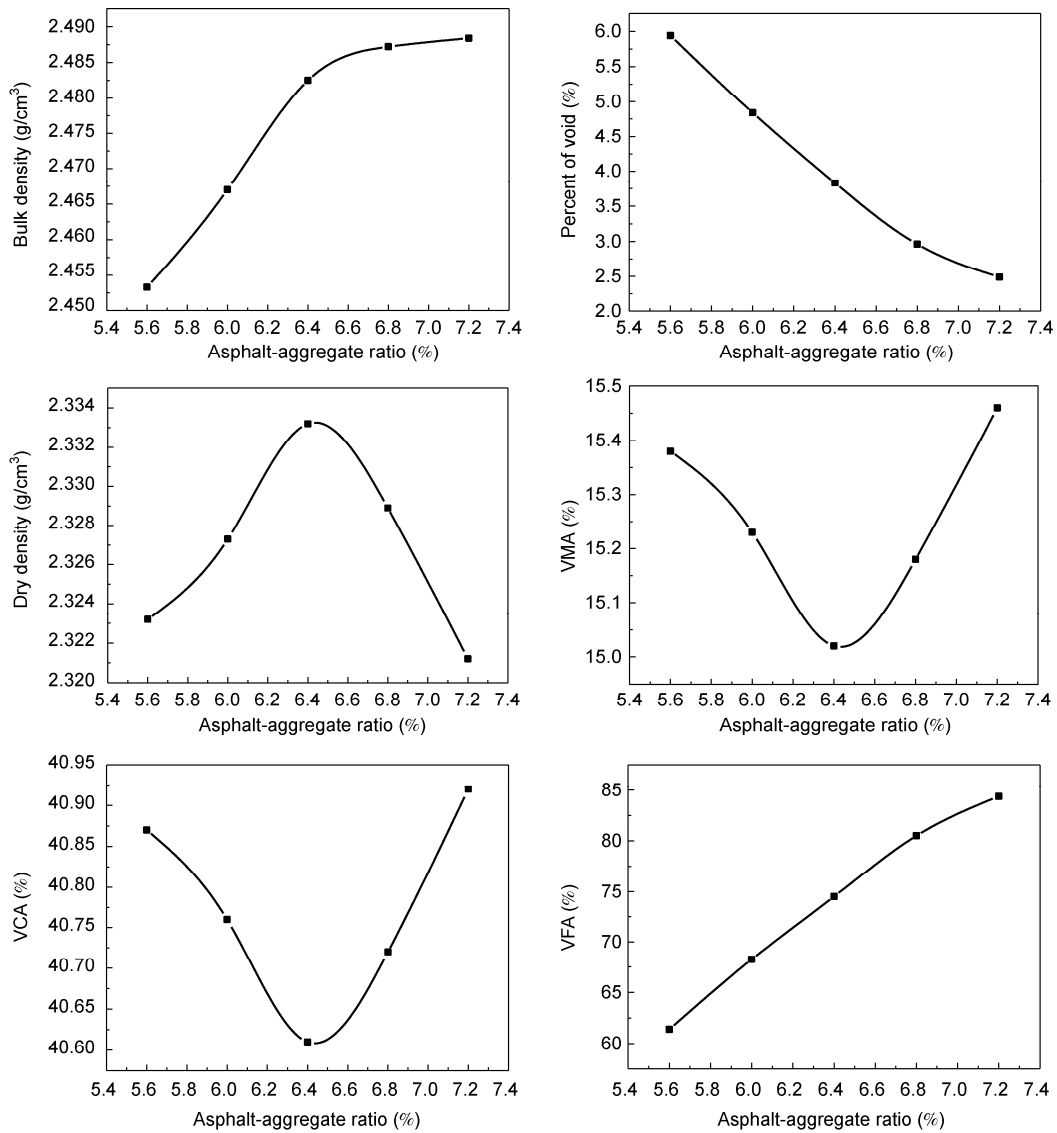 Bulk density (g/cm³)
2.490
2.485
2.480
2.475
2.470
2.465
2.460
2.455
2.450
5.4 5.6 5.8 6.0 6.2 6.4 6.6 6.8 7.0 7.2 7.4
Asphalt-aggregate ratio (%)
Percent of void (%)
6.0
5.5
5.0
4.5
4.0
3.5
3.0
2.5
2.0
5.4 5.6 5.8 6.0 6.2 6.4 6.6 6.8 7.0 7.2 7.4
Asphalt-aggregate ratio (%)
Dry density (g/cm³)
2.334
2.332
2.330
2.328
2.326
2.324
2.322
2.320
5.4 5.6 5.8 6.0 6.2 6.4 6.6 6.8 7.0 7.2 7.4
Asphalt-aggregate ratio (%)
VMA (%)
15.5
15.4
15.3
15.2
15.1
15.0
5.4 5.6 5.8 6.0 6.2 6.4 6.6 6.8 7.0 7.2 7.4
Asphalt-aggregate ratio (%)
VCA (%)
40.95
40.90
40.85
40.80
40.75
40.70
40.65
40.60
5.4 5.6 5.8 6.0 6.2 6.4 6.6 6.8 7.0 7.2 7.4
Asphalt-aggregate ratio (%)
VFA (%)
85
80
75
70
65
60
5.4 5.6 5.8 6.0 6.2 6.4 6.6 6.8 7.0 7.2 7.4
Asphalt-aggregate ratio (%)